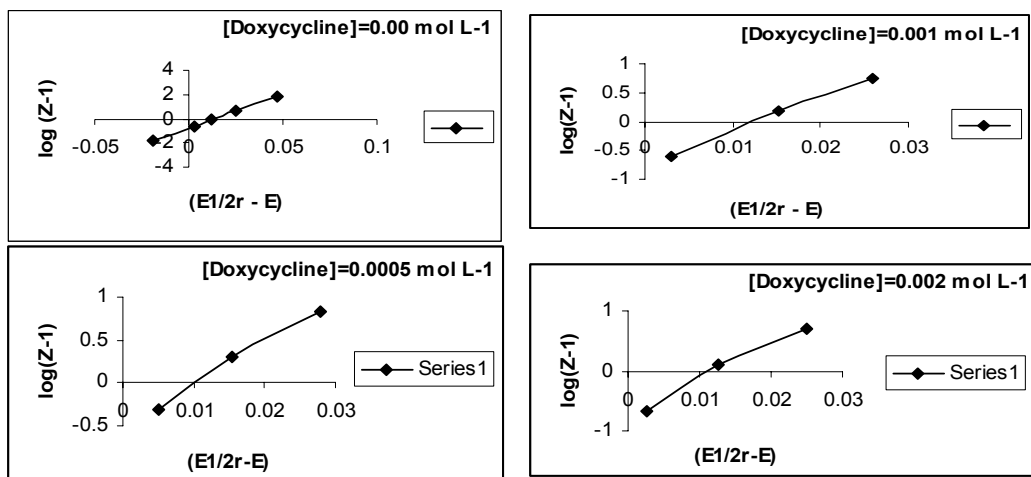 [Doxycycline]=0.00 mol L-1
log (Z-1)
4
2
0
-2
-4
-0.05
0
0.05
0.1
(E1/2r - E)
[Doxycycline]=0.001 mol L-1
log(Z-1)
1
0.5
0
-0.5
-1
0
0.01
0.02
0.03
(E1/2r - E)
[Doxycycline]=0.0005 mol L-1
log(Z-1)
1
0.5
0
-0.5
0
0.01
0.02
0.03
Series1
(E1/2r-E)
[Doxycycline]=0.002 mol L-1
log(Z-1)
1
0
-1
0
0.01
0.02
0.03
Series1
(E1/2r-E)